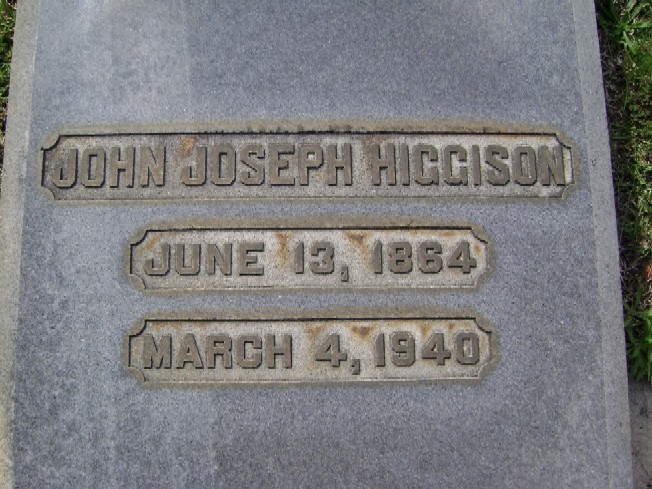 JOHN JOSEPH HIGGISON
JUNE 13, 1864
MARCH 4, 1940